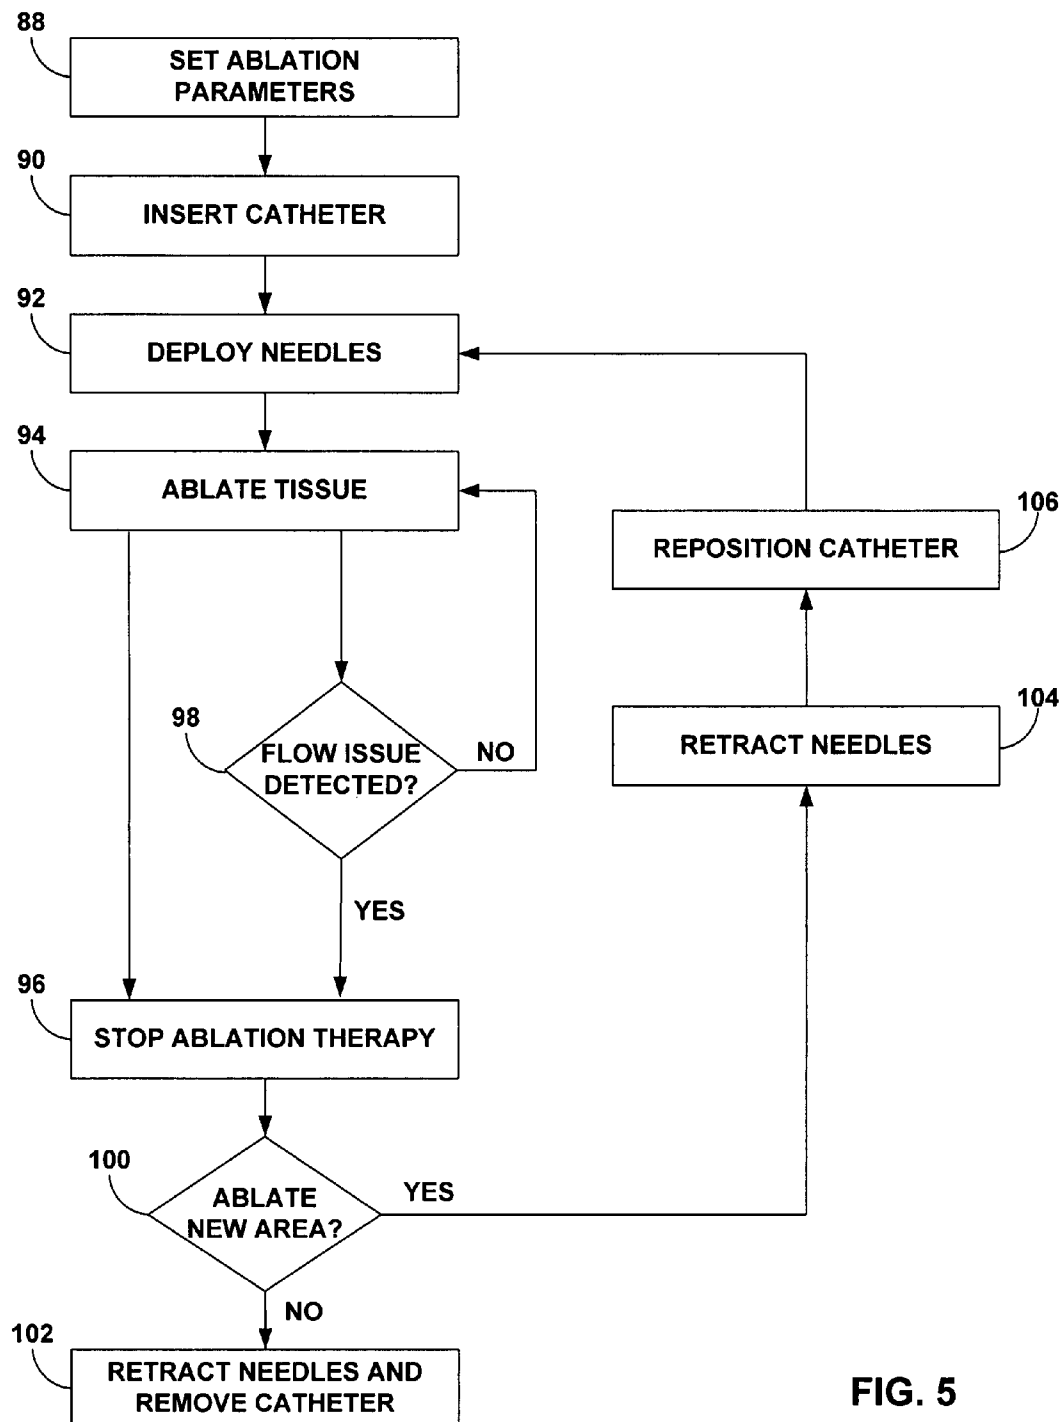 88
SET ABLATION
PARAMETERS
90
INSERT CATHETER
92
DEPLOY NEEDLES
94
ABLATE TISSUE
106
REPOSITION CATHETER
98
FLOW ISSUE
DETECTED?
NO
104
RETRACT NEEDLES
YES
96
STOP ABLATION THERAPY
100
ABLATE
NEW AREA?
YES
NO
102
RETRACT NEEDLES AND
REMOVE CATHETER
FIG. 5